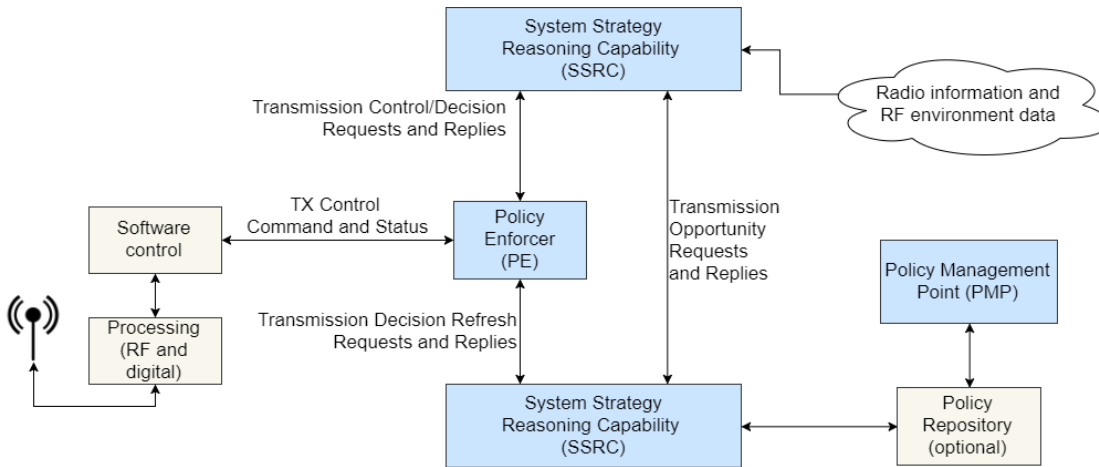 System Strategy
Reasoning Capability
(SSRC)
Radio information and
RF environment data
Transmission Control/Decision
Requests and Replies
TX Control
Command and Status
Software
control
Policy
Enforcer
(PE)
Transmission
Opportunity
Requests
and Replies
Policy Management
Point (PMP)
Processing
(RF and
digital)
Transmission Decision Refresh
Requests and Replies
System Strategy
Reasoning Capability
(SSRC)
Policy
Repository
(optional)